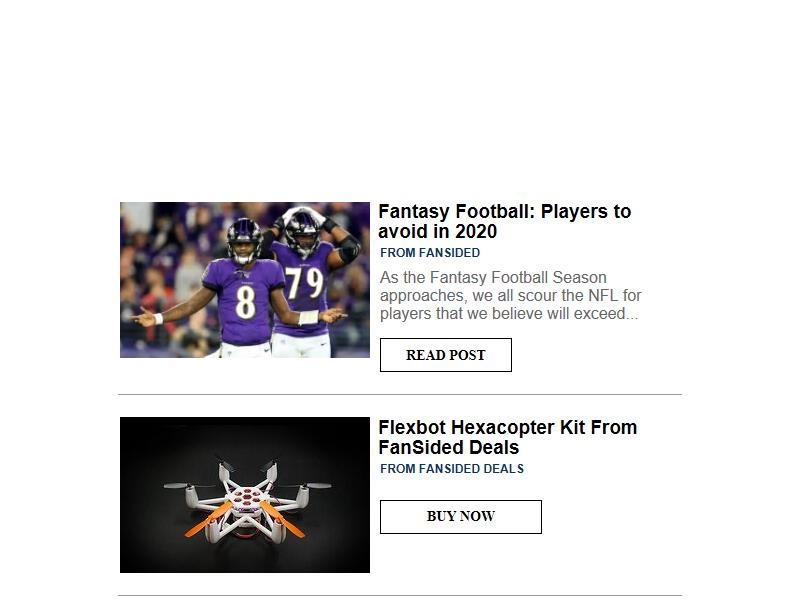 Fantasy Football: Players to
avoid in 2020
FROM FANSIDED
As the Fantasy Football Season
approaches, we all scour the NFL for
players that we believe will exceed...
READ POST
8
79
Flexbot Hexacopter Kit From
FanSided Deals
FROM FANSIDED DEALS
BUY NOW